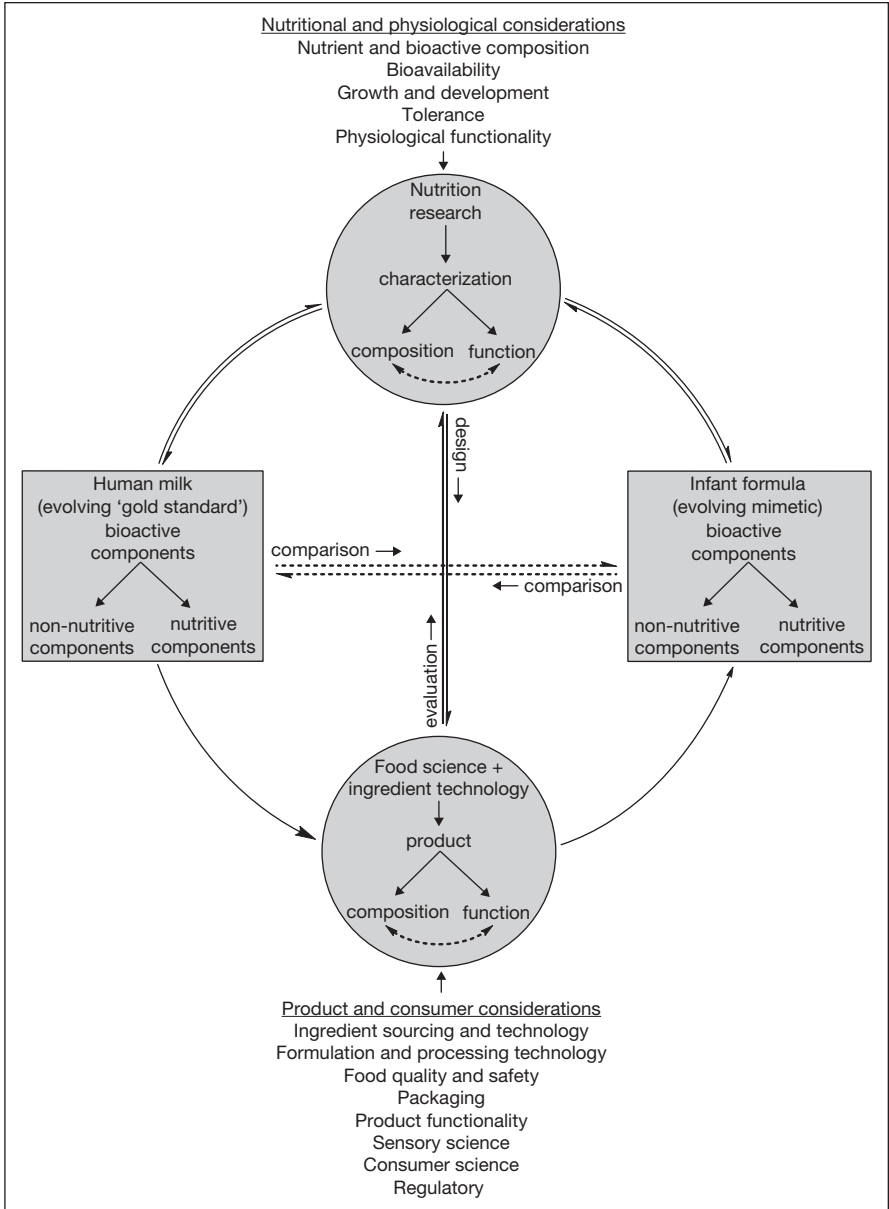 Nutritional and physiological considerations
Nutrient and bioactive composition
Bioavailability
Growth and development
Tolerance
Physiological functionality
Nutrition
research
characterization
composition function
design
Human milk
(evolving ‘gold standard’)
bioactive
components
non-nutritive
components
nutritive
components
comparison
comparison
Infant formula
(evolving mimetic)
bioactive
components
non-nutritive
components
nutritive
components
evaluation
Food science +
ingredient technology
product
composition function
Product and consumer considerations
Ingredient sourcing and technology
Formulation and processing technology
Food quality and safety
Packaging
Product functionality
Sensory science
Consumer science
Regulatory